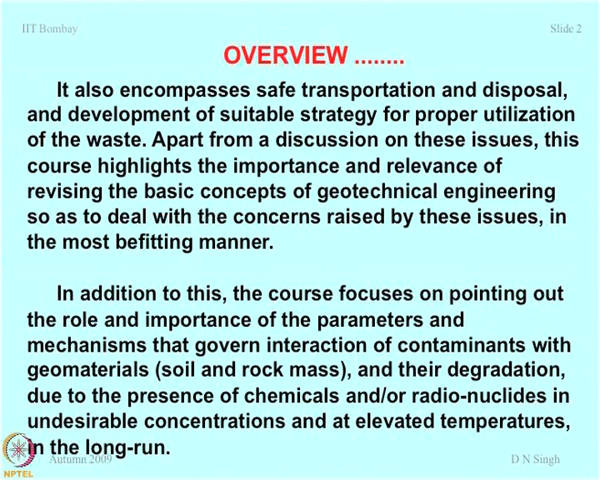 IIT Bombay
Slide 2
OVERVIEW ........
It also encompasses safe transportation and disposal,
and development of suitable strategy for proper utilization
of the waste. Apart from a discussion on these issues, this
course highlights the importance and relevance of
revising the basic concepts of geotechnical engineering
so as to deal with the concerns raised by these issues, in
the most befitting manner.
In addition to this, the course focuses on pointing out
the role and importance of the parameters and
mechanisms that govern interaction of contaminants with
geomaterials (soil and rock mass), and their degradation,
due to the presence of chemicals and/or radio-nuclides in
undesirable concentrations and at elevated temperatures,
in the long-run.
Autumn 2009
D N Singh
NPTEL